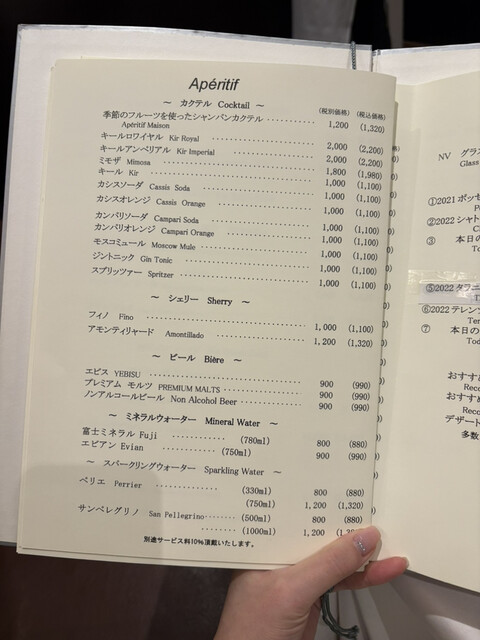 Apéritif
～ カクテル Cocktail ～ (税別価格) (税込価格)
季節のフルーツを使ったシャンパンカクテル ············ 1,200 (1,320)
Apéritif Maison
キールロワイヤル Kir Royal ···················· 2,000 (2,200)
キールアンペリアル Kir Imperial ················ 2,000 (2,200)
ミモザ Mimosa ···················· 1,800 (1,980)
キール Kir ···················· 1,000 (1,100)
カシスソーダ Cassis Soda ···················· 1,000 (1,100)
カシスオレンジ Cassis Orange ················ 1,000 (1,100)
カンパリソーダ Campari Soda ················ 1,000 (1,100)
カンパリオレンジ Campari Orange ················ 1,000 (1,100)
モスコミュール Moscow Mule ···················· 1,000 (1,100)
ジントニック Gin Tonic ···················· 1,000 (1,100)
スプリッツァー Spritzer ···················· 1,000 (1,100)
～ シェリー Sherry ～
フィノ Fino ···················· 1,000 (1,100)
アモンティリャード Amontillado ················ 1,200 (1,320)
～ ビール Bière ～
ヱビス YEBISU ···················· 900 (990)
プレミアム モルツ PREMIUM MALTS ················ 900 (990)
ノンアルコールビール Non Alcohol Beer ················ 900 (990)
～ ミネラルウォーター Mineral Water ～
富士ミネラル Fuji ············ (780ml) 800 (880)
エビアン Evian ············ (750ml) 900 (990)
～ スパークリングウォーター Sparkling Water ～
ペリエ Perrier ············ (330ml) 800 (880)
(750ml) 1,200 (1,320)
サンペレグリノ San Pellegrino ······· (500ml) 800 (880)
············ (1000ml) 1,200
別途サービス料10%頂戴いたします。
NV グラ
Glass
①2021 ボッセ
②2022 シャト
③ 本日の
To
⑤2022 タラニ
⑥2022 テレン
Ter
⑦ 本日の
Tod
おすす
Reco
おすす
Reco
デザート
多数